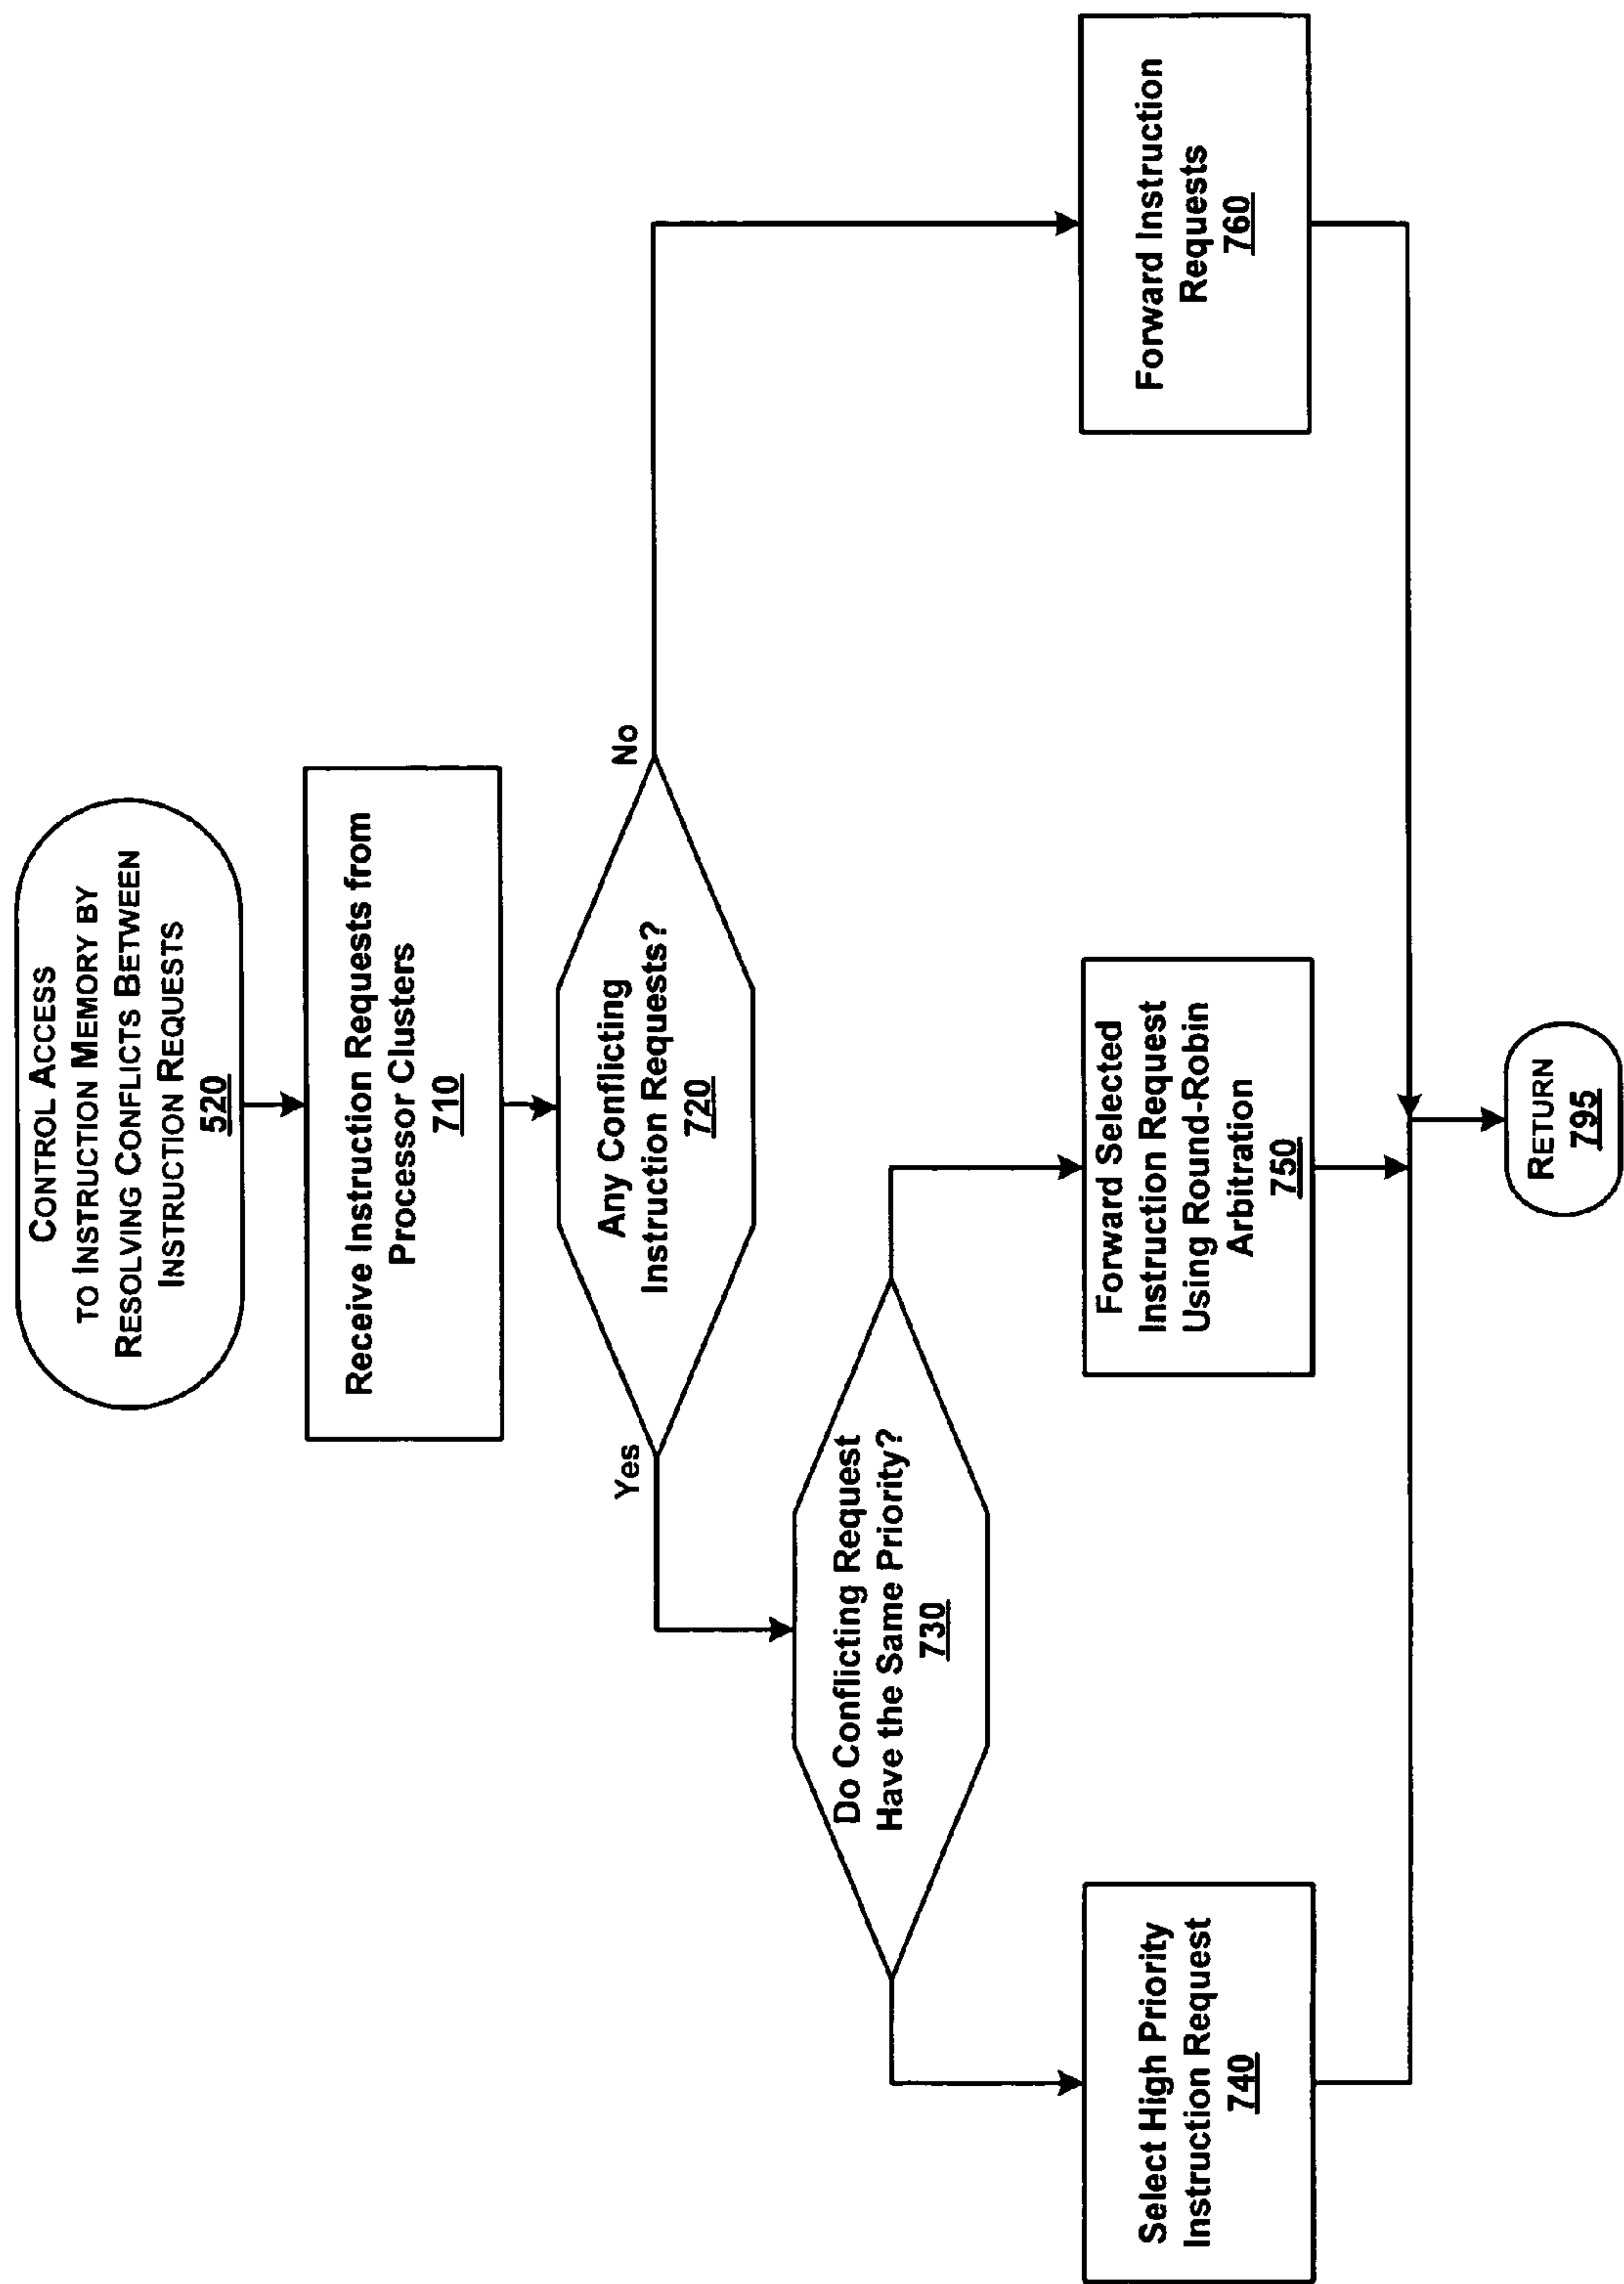 CONTROL ACCESS
TO INSTRUCTION MEMORY BY
RESOLVING CONFLICTS BETWEEN
INSTRUCTION REQUESTS
520
Receive Instruction Requests from
Processor Clusters
710
Any Conflicting
Instruction Requests?
720
Yes
No
Do Conflicting Request
Have the Same Priority?
730
Select High Priority
Instruction Request
740
Forward Selected
Instruction Request
Using Round-Robin
Arbitration
750
Forward Instruction
Requests
760
RETURN
795